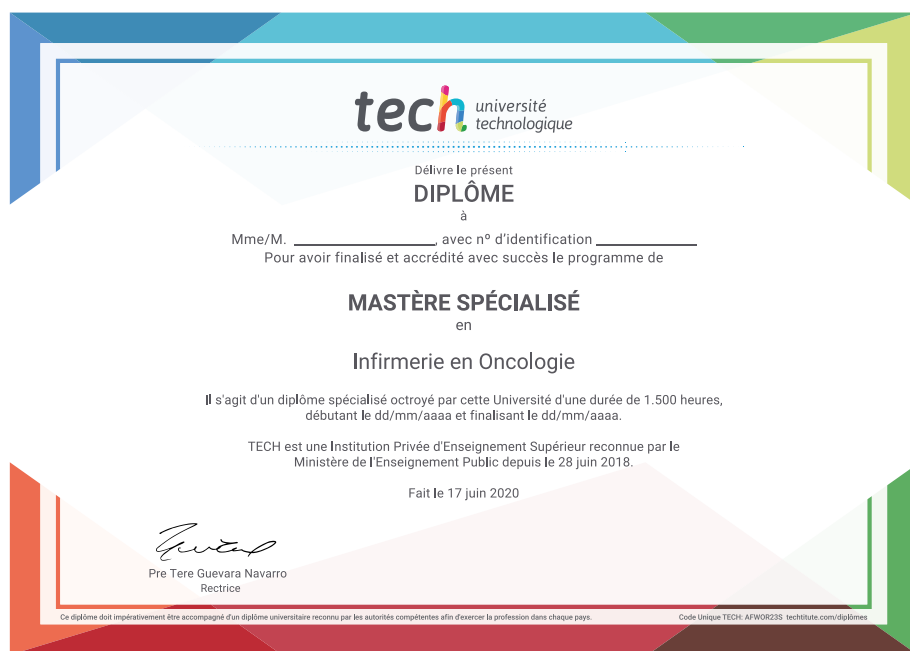 tech université
technologique
Délivre le présent
DIPLÔME
à
Mme/M. ____________________, avec nº d'identification ______________
Pour avoir finalisé et accrédité avec succès le programme de
MASTÈRE SPÉCIALISÉ
en
Infirmerie en Oncologie
Il s'agit d'un diplôme spécialisé octroyé par cette Université d'une durée de 1.500 heures,
débutant le dd/mm/aaaa et finalisant le dd/mm/aaaa.
TECH est une Institution Privée d'Enseignement Supérieur reconnue par le
Ministère de l'Enseignement Public depuis le 28 juin 2018.
Fait le 17 juin 2020
Pre Tere Guevara Navarro
Rectrice
Ce diplôme doit impérativement être accompagné d'un diplôme universitaire reconnu par les autorités compétentes afin d'exercer la profession dans chaque pays. Code Unique TECH: AFWOR23S techtitute.com/diplômes